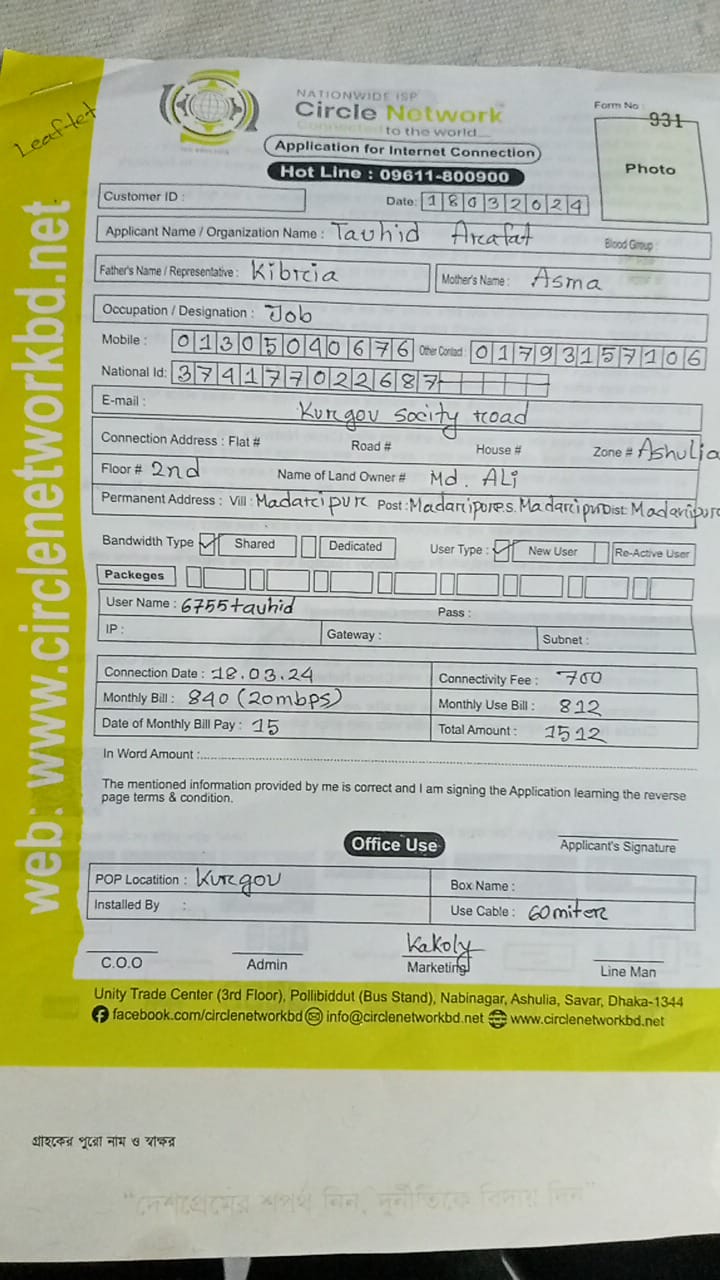 Leaflet
NATIONWIDE ISP
Circle Network
Connected to the world....
Form No : 931
Application for Internet Connection
Photo
Hot Line : 09611-800900
Customer ID :
Date: 18032024
Applicant Name / Organization Name : Tauhid Arafat Blood Group :
Father's Name / Representative : Kibria Mother's Name : Asma
Occupation / Designation : Job
Mobile : 01305040676 Other Contact : 01793157106
National Id: 374177022687
E-mail :
Kurgov socity road
Connection Address : Flat # Road # House # Zone # Ashulia
Floor # 2nd Name of Land Owner # Md. ALi
Permanent Address : Vill : Madaripur Post : Madaripore S. Madaripur Dist: Madaripur
Bandwidth Type ✓ Shared Dedicated User Type : ✓ New User Re-Active User
Packeges
User Name : 6755tauhid Pass :
IP : Gateway : Subnet :
Connection Date : 18.03.24 Connectivity Fee : 700
Monthly Bill : 840 (20mbps) Monthly Use Bill : 812
Date of Monthly Bill Pay : 15 Total Amount : 1512
In Word Amount :
The mentioned information provided by me is correct and I am signing the Application learning the reverse
page terms & condition.
Office Use
Applicant's Signature
POP Locatition : Kurgov Box Name :
Installed By : Use Cable : 60miter
Kakoly
C.O.O Admin Marketing Line Man
Unity Trade Center (3rd Floor), Pollibiddut (Bus Stand), Nabinagar, Ashulia, Savar, Dhaka-1344
facebook.com/circlenetworkbd info@circlenetworkbd.net www.circlenetworkbd.net
web: www.circlenetworkbd.net
গ্রাহকের পুরো নাম ও স্বাক্ষর
“দেশপ্রেমের শপথ নিন, দুর্নীতিকে বিদায় দিন”